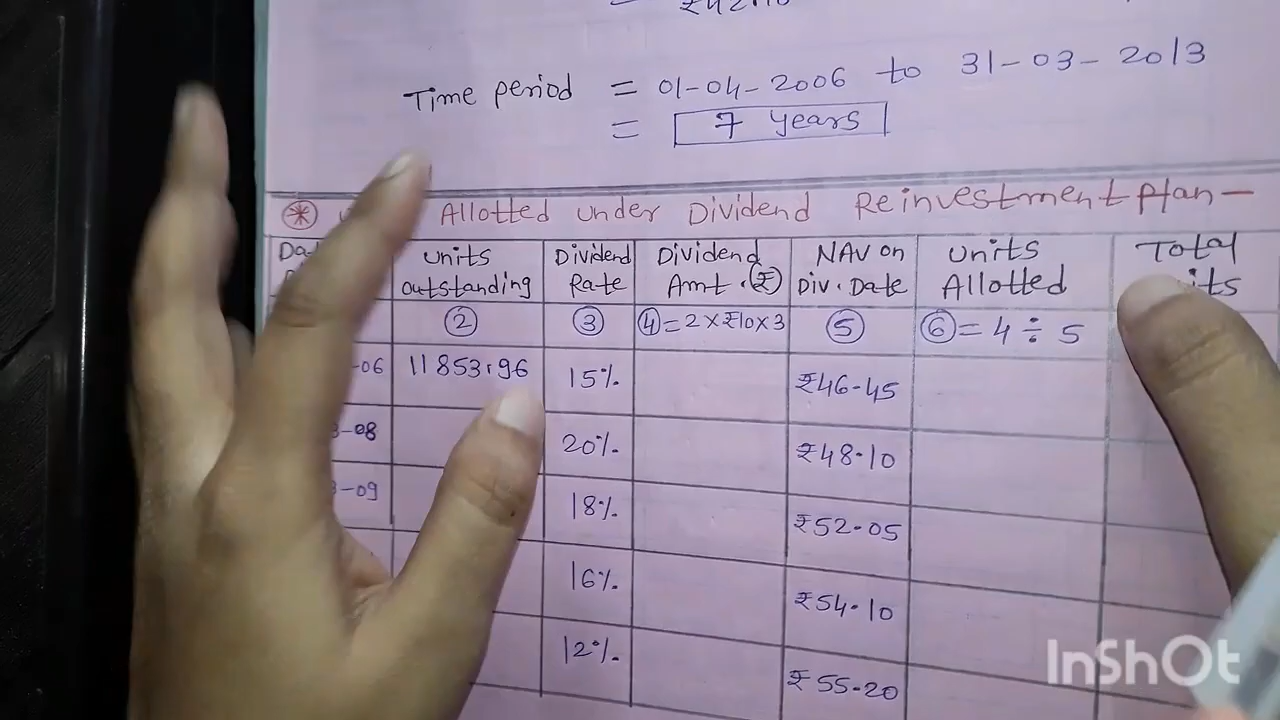 Time period = 01-04-2006 to 31-03-2013
= 7 years
* Allotted under Dividend Reinvestment plan-
units outstanding Dividend Rate Dividend Amt.(₹) NAV on Div. Date units Allotted Total
② ③ ④=2×₹10×3 ⑤ ⑥=4÷5
-06 11853.96 15% ₹46-45
-08 20% ₹48.10
-09 18% ₹52-05
16% ₹54.10
12% ₹55-20
InShOt